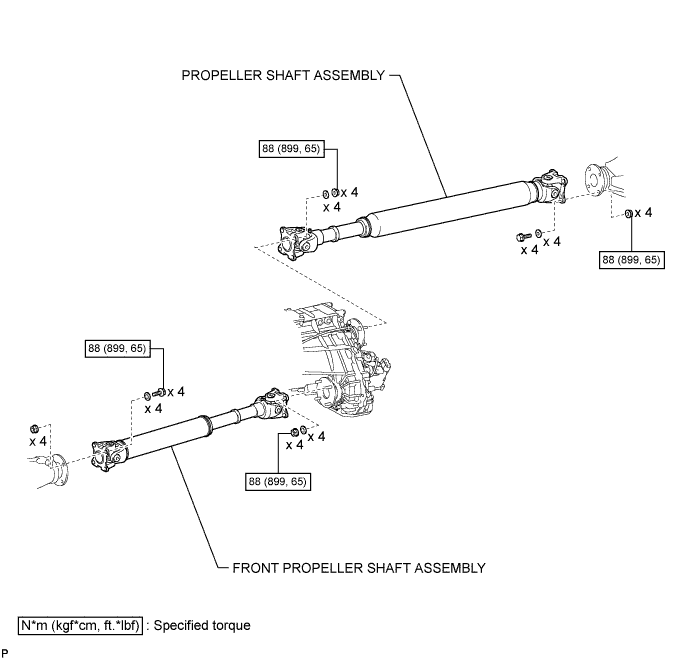 PROPELLER SHAFT ASSEMBLY
88 (899, 65)
x 4
x 4
x 4
x 4
x 4
88 (899, 65)
88 (899, 65)
x 4
x 4
x 4
x 4
x 4
88 (899, 65)
FRONT PROPELLER SHAFT ASSEMBLY
N*m (kgf*cm, ft.*lbf) : Specified torque
P